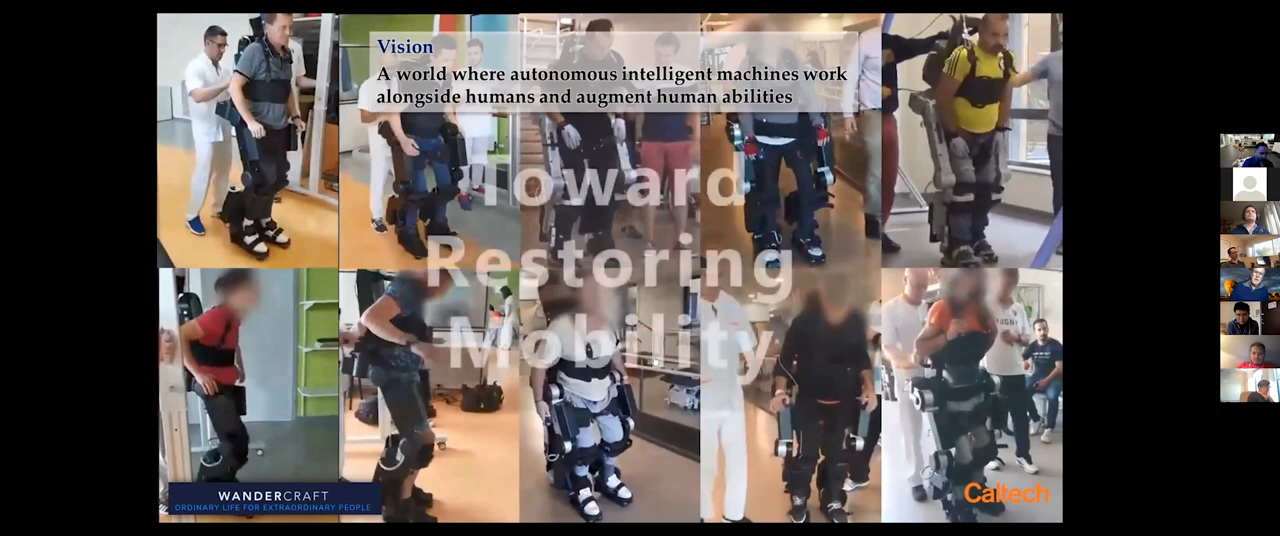 Vision
A world where autonomous intelligent machines work
alongside humans and augment human abilities
Toward
Restoring
Mobility
WANDERCRAFT
ORDINARY LIFE FOR EXTRAORDINARY PEOPLE
Caltech